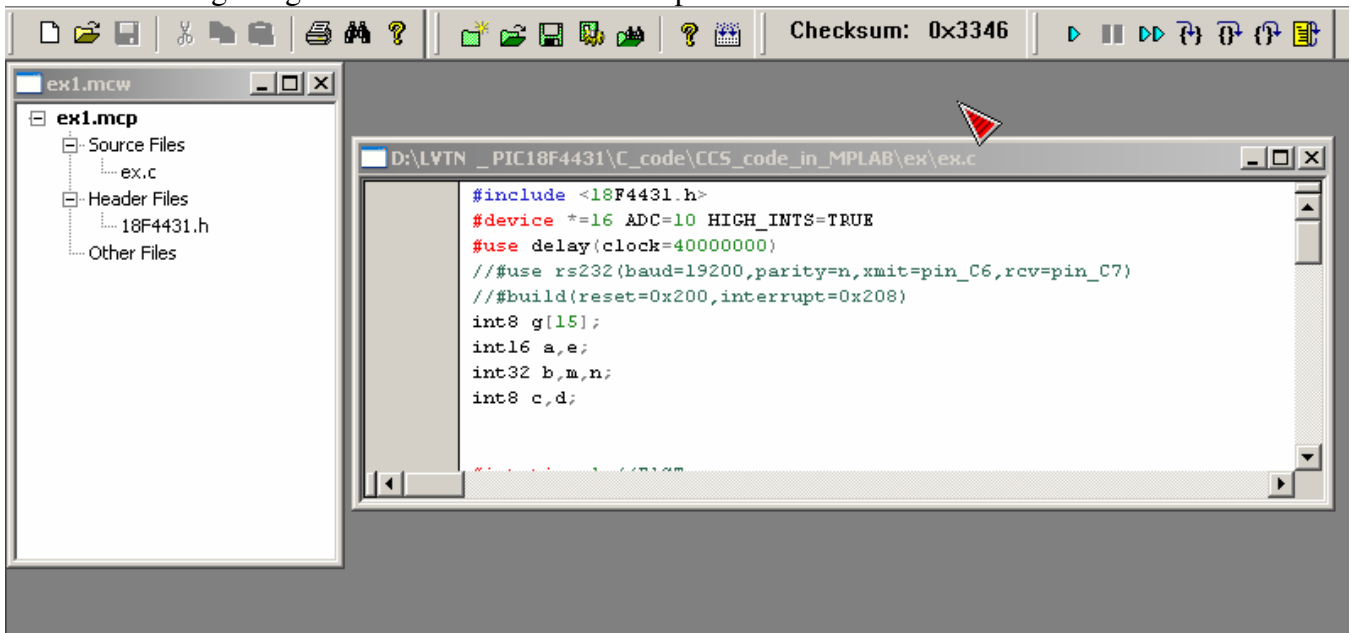 Checksum: 0x3346
ex1.mcw
ex1.mcp
Source Files
ex.c
Header Files
18F4431.h
Other Files
D:\LVTN _PIC18F4431\C_code\CCS_code_in_MPLAB\ex\ex.c
#include <18F4431.h>
#device *=16 ADC=10 HIGH_INTS=TRUE
#use delay(clock=40000000)
//#use rs232(baud=19200,parity=n,xmit=pin_C6,rcv=pin_C7)
//#build(reset=0x200,interrupt=0x208)
int8 g[15];
int16 a,e;
int32 b,m,n;
int8 c,d;